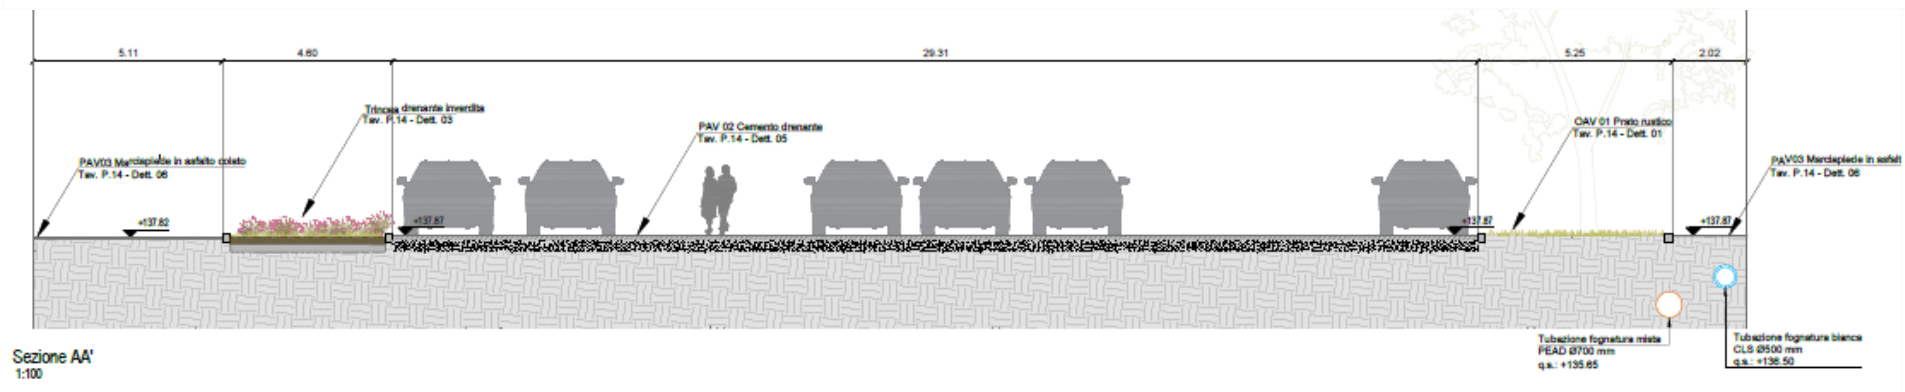 5.11 4.60 29.31 5.25 2.02
Trincea drenante inverdita
Tav. P.14 - Dett. 03
PAV 02 Cemento drenante
Tav. P.14 - Dett. 05
OAV 01 Prato rustico
Tav. P.14 - Dett. 01
PAV03 Marciapiede in asfalto colato
Tav. P.14 - Dett. 06
PAV03 Marciapiede in asfalt
Tav. P.14 - Dett. 06
+137.82 +137.87 +137.87 +137.87
Tubazione fognatura mista
PEAD Ø700 mm
q.s.: +135.65
Tubazione fognatura bianca
CLS Ø500 mm
q.s.: +136.50
Sezione AA'
1:100